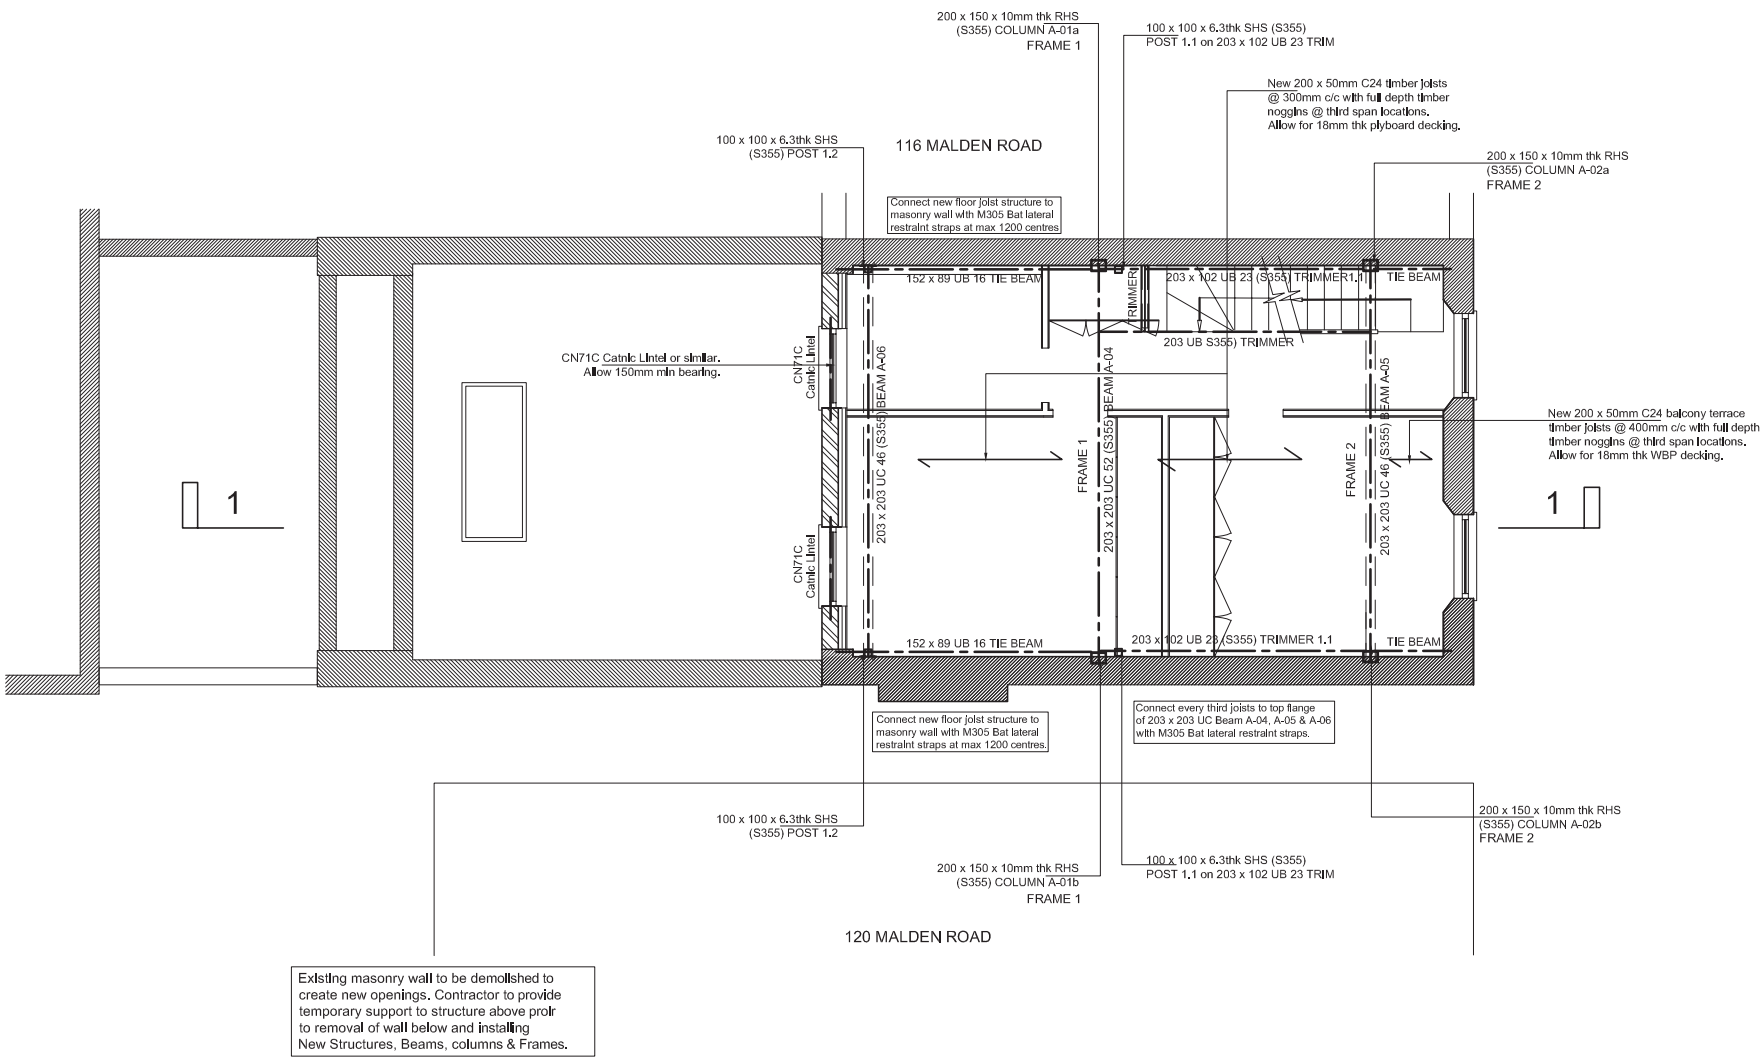 200 x 150 x 10mm thk RHS
(S355) COLUMN A-01a
FRAME 1
100 x 100 x 6.3thk SHS (S355)
POST 1.1 on 203 x 102 UB 23 TRIM
New 200 x 50mm C24 timber joists
@ 300mm c/c with full depth timber
noggins @ third span locations.
Allow for 18mm thk plyboard decking.
100 x 100 x 6.3thk SHS
(S355) POST 1.2
116 MALDEN ROAD
200 x 150 x 10mm thk RHS
(S355) COLUMN A-02a
FRAME 2
Connect new floor joist structure to
masonry wall with M305 Bat lateral
restraint straps at max 1200 centres
152 x 89 UB 16 TIE BEAM
TRIMMER
203 x 102 UB 23 (S355) TRIMMER1.1
TIE BEAM
203 UB S355) TRIMMER
CN71C Catnic Lintel or similar.
Allow 150mm min bearing.
CN71C
Catnic Lintel
203 x 203 UC 46 (S355) BEAM A-06
FRAME 1
203 x 203 UC 52 (S355) BEAM A-04
FRAME 2
203 x 203 UC 46 (S355) BEAM A-05
New 200 x 50mm C24 balcony terrace
timber joists @ 400mm c/c with full depth
timber noggins @ third span locations.
Allow for 18mm thk WBP decking.
1
1
CN71C
Catnic Lintel
152 x 89 UB 16 TIE BEAM
203 x 102 UB 23 (S355) TRIMMER 1.1
TIE BEAM
Connect new floor joist structure to
masonry wall with M305 Bat lateral
restraint straps at max 1200 centres.
Connect every third joists to top flange
of 203 x 203 UC Beam A-04, A-05 & A-06
with M305 Bat lateral restraint straps.
100 x 100 x 6.3thk SHS
(S355) POST 1.2
200 x 150 x 10mm thk RHS
(S355) COLUMN A-02b
FRAME 2
200 x 150 x 10mm thk RHS
(S355) COLUMN A-01b
FRAME 1
100 x 100 x 6.3thk SHS (S355)
POST 1.1 on 203 x 102 UB 23 TRIM
120 MALDEN ROAD
Existing masonry wall to be demolished to
create new openings. Contractor to provide
temporary support to structure above proir
to removal of wall below and installing
New Structures, Beams, columns & Frames.